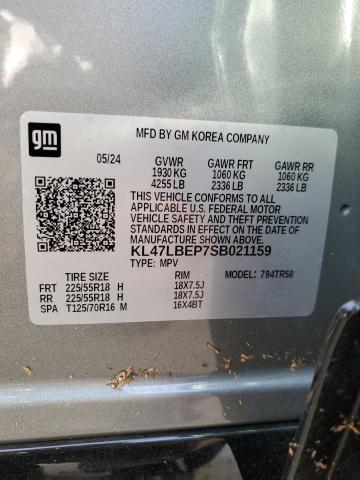 gm
MFD BY GM KOREA COMPANY
05/24 GVWR GAWR FRT GAWR RR
1930 KG 1060 KG 1060 KG
4255 LB 2336 LB 2336 LB
THIS VEHICLE CONFORMS TO ALL
APPLICABLE U.S. FEDERAL MOTOR
VEHICLE SAFETY AND THEFT PREVENTION
STANDARDS IN EFFECT ON THE DATE OF
MANUFACTURE SHOWN ABOVE.
KL47LBEP7SB021159
TYPE: MPV
TIRE SIZE RIM MODEL: 794TR58
FRT 225/55R18 H 18X7.5J
RR 225/55R18 H 18X7.5J
SPA T125/70R16 M 16X4BT